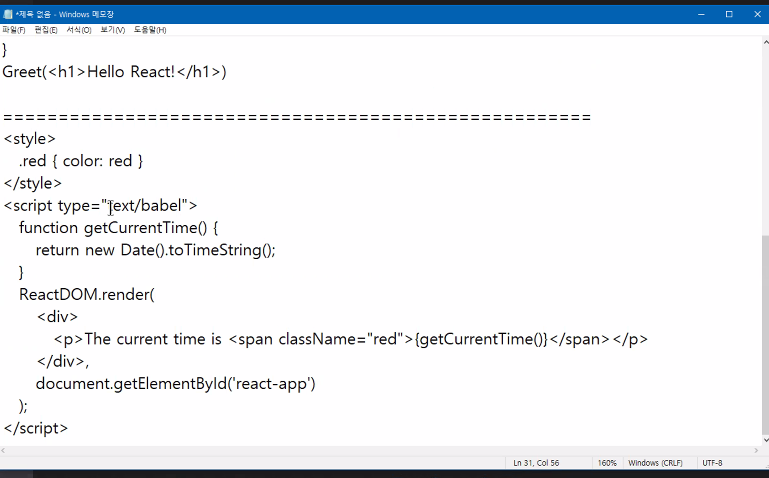 *제목 없음 - Windows 메모장
파일(F) 편집(E) 서식(O) 보기(V) 도움말(H)
}
Greet(<h1>Hello React!</h1>)
=====================================================
<style>
.red { color: red }
</style>
<script type="text/babel">
function getCurrentTime() {
return new Date().toTimeString();
}
ReactDOM.render(
<div>
<p>The current time is <span className="red">{getCurrentTime()}</span></p>
</div>,
document.getElementById('react-app')
);
</script>
Ln 31, Col 56 160% Windows (CRLF) UTF-8